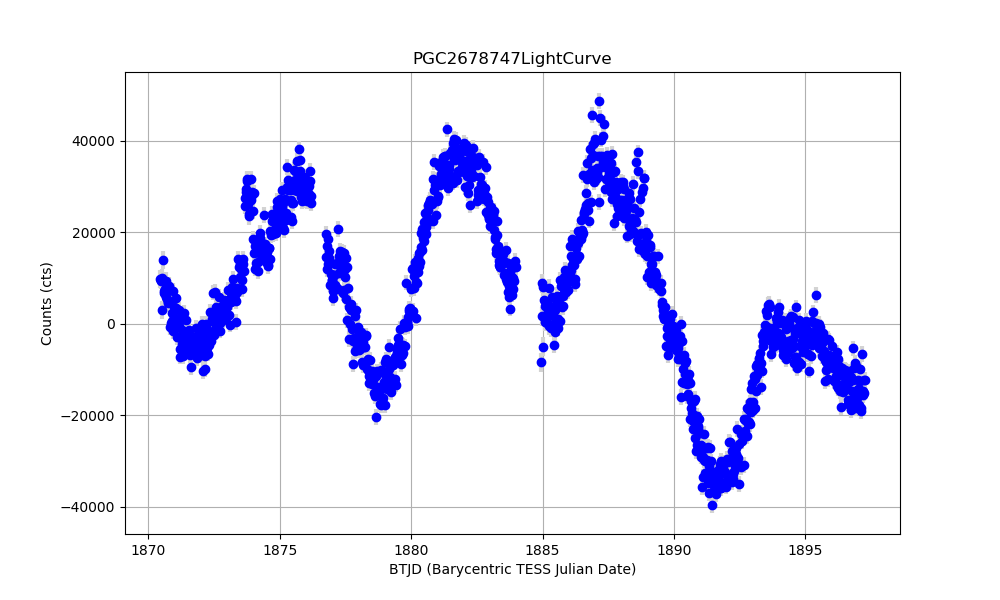 PGC2678747LightCurve
Counts (cts)
40000
20000
0
−20000
−40000
1870 1875 1880 1885 1890 1895
BTJD (Barycentric TESS Julian Date)